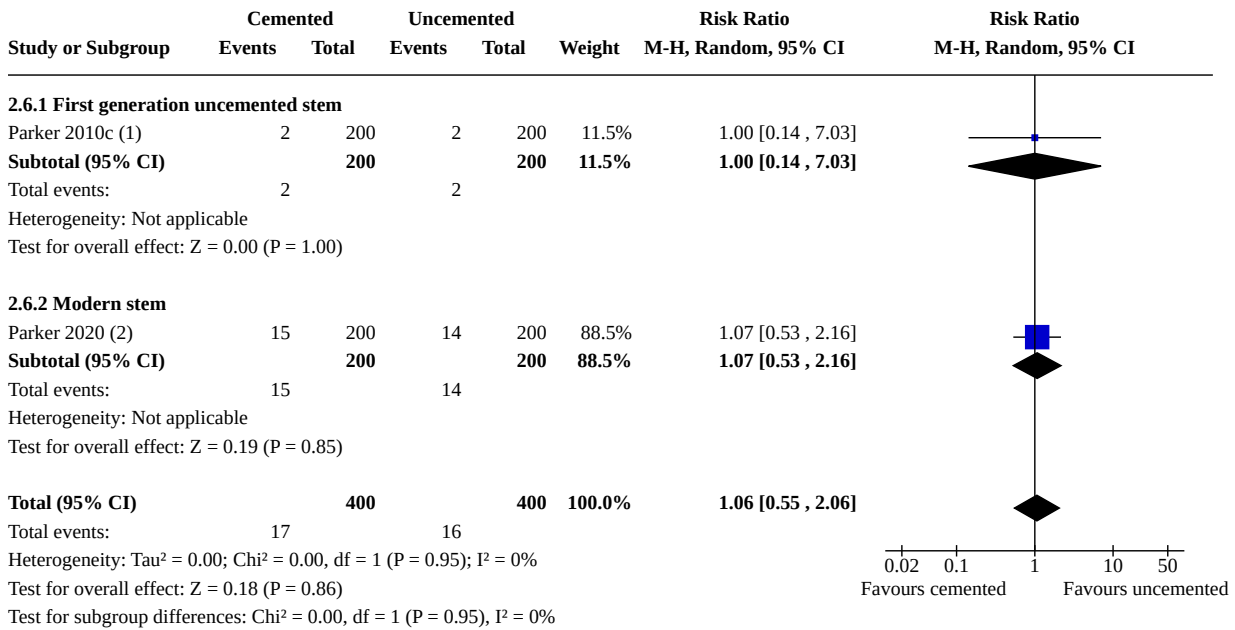 Cemented Uncemented Risk Ratio Risk Ratio
Study or Subgroup Events Total Events Total Weight M-H, Random, 95% CI M-H, Random, 95% CI
2.6.1 First generation uncemented stem
Parker 2010c (1) 2 200 2 200 11.5% 1.00 [0.14 , 7.03]
Subtotal (95% CI) 200 200 11.5% 1.00 [0.14 , 7.03]
Total events: 2 2
Heterogeneity: Not applicable
Test for overall effect: Z = 0.00 (P = 1.00)
2.6.2 Modern stem
Parker 2020 (2) 15 200 14 200 88.5% 1.07 [0.53 , 2.16]
Subtotal (95% CI) 200 200 88.5% 1.07 [0.53 , 2.16]
Total events: 15 14
Heterogeneity: Not applicable
Test for overall effect: Z = 0.19 (P = 0.85)
Total (95% CI) 400 400 100.0% 1.06 [0.55 , 2.06]
Total events: 17 16
Heterogeneity: Tau² = 0.00; Chi² = 0.00, df = 1 (P = 0.95); I² = 0%
0.02 0.1 1 10 50
Test for overall effect: Z = 0.18 (P = 0.86)
Favours cemented Favours uncemented
Test for subgroup differences: Chi² = 0.00, df = 1 (P = 0.95), I² = 0%